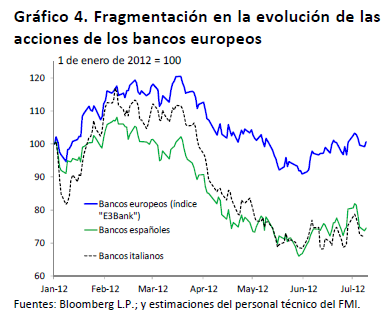 Gráfico 4. Fragmentación en la evolución de las
acciones de los bancos europeos
1 de enero de 2012 = 100
120
110
100
90
80
70
60
Bancos europeos (índice
"E3Bank")
Bancos españoles
Bancos italianos
Jan-12 Feb-12 Mar-12 Apr-12 May-12 Jun-12 Jul-12
Fuentes: Bloomberg L.P.; y estimaciones del personal técnico del FMI.